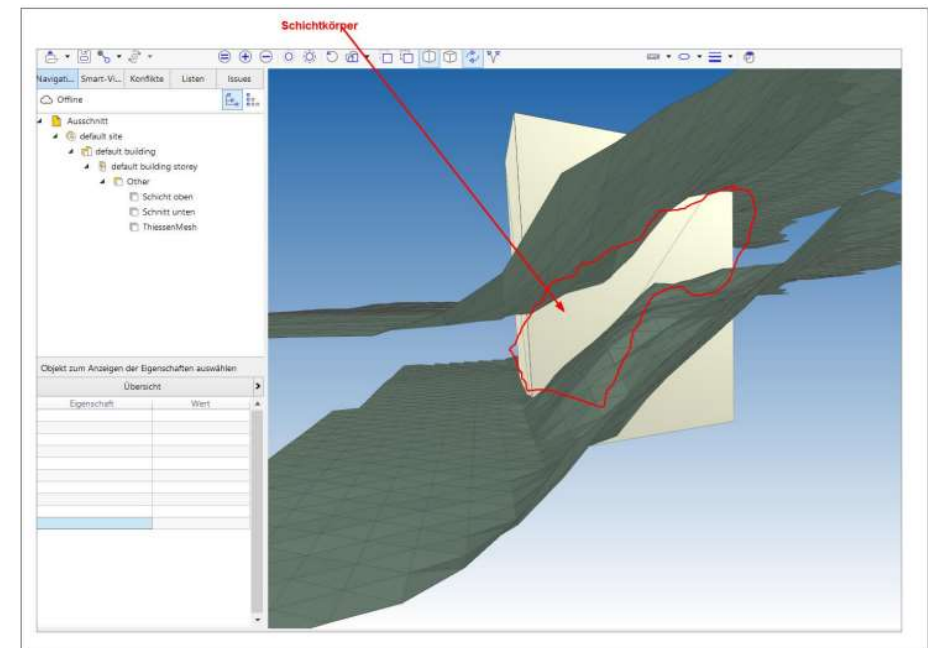 Schichtkörper
Navigati... Smart-Vi... Konflikte Listen Issues
Offline
Ausschnitt
default site
default building
default building storey
Other
Schicht oben
Schnitt unten
ThiessenMesh
Objekt zum Anzeigen der Eigenschaften auswählen
Übersicht
Eigenschaft Wert